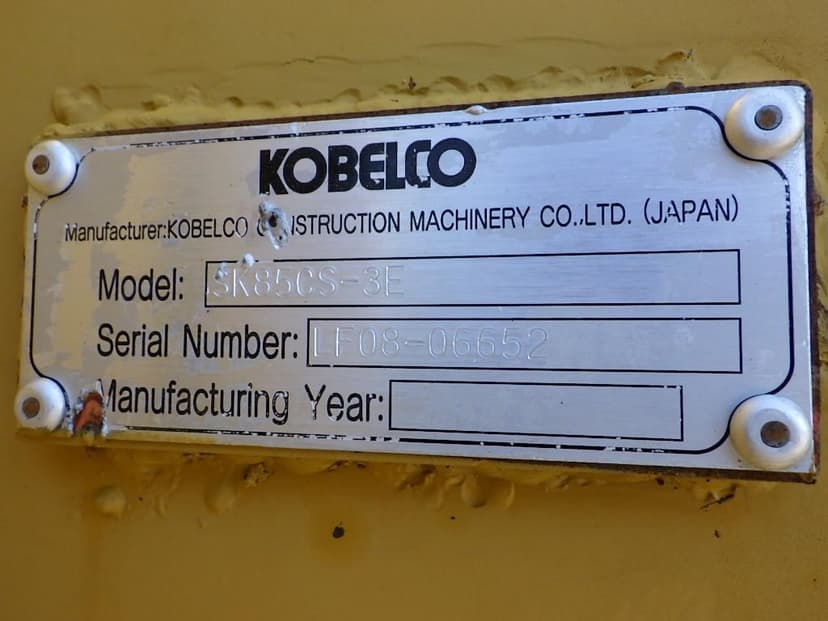 KOBELCO
Manufacturer:KOBELCO CONSTRUCTION MACHINERY CO.,LTD. (JAPAN)
Model: SK85CS-3E
Serial Number: LF08-06652
Manufacturing Year: